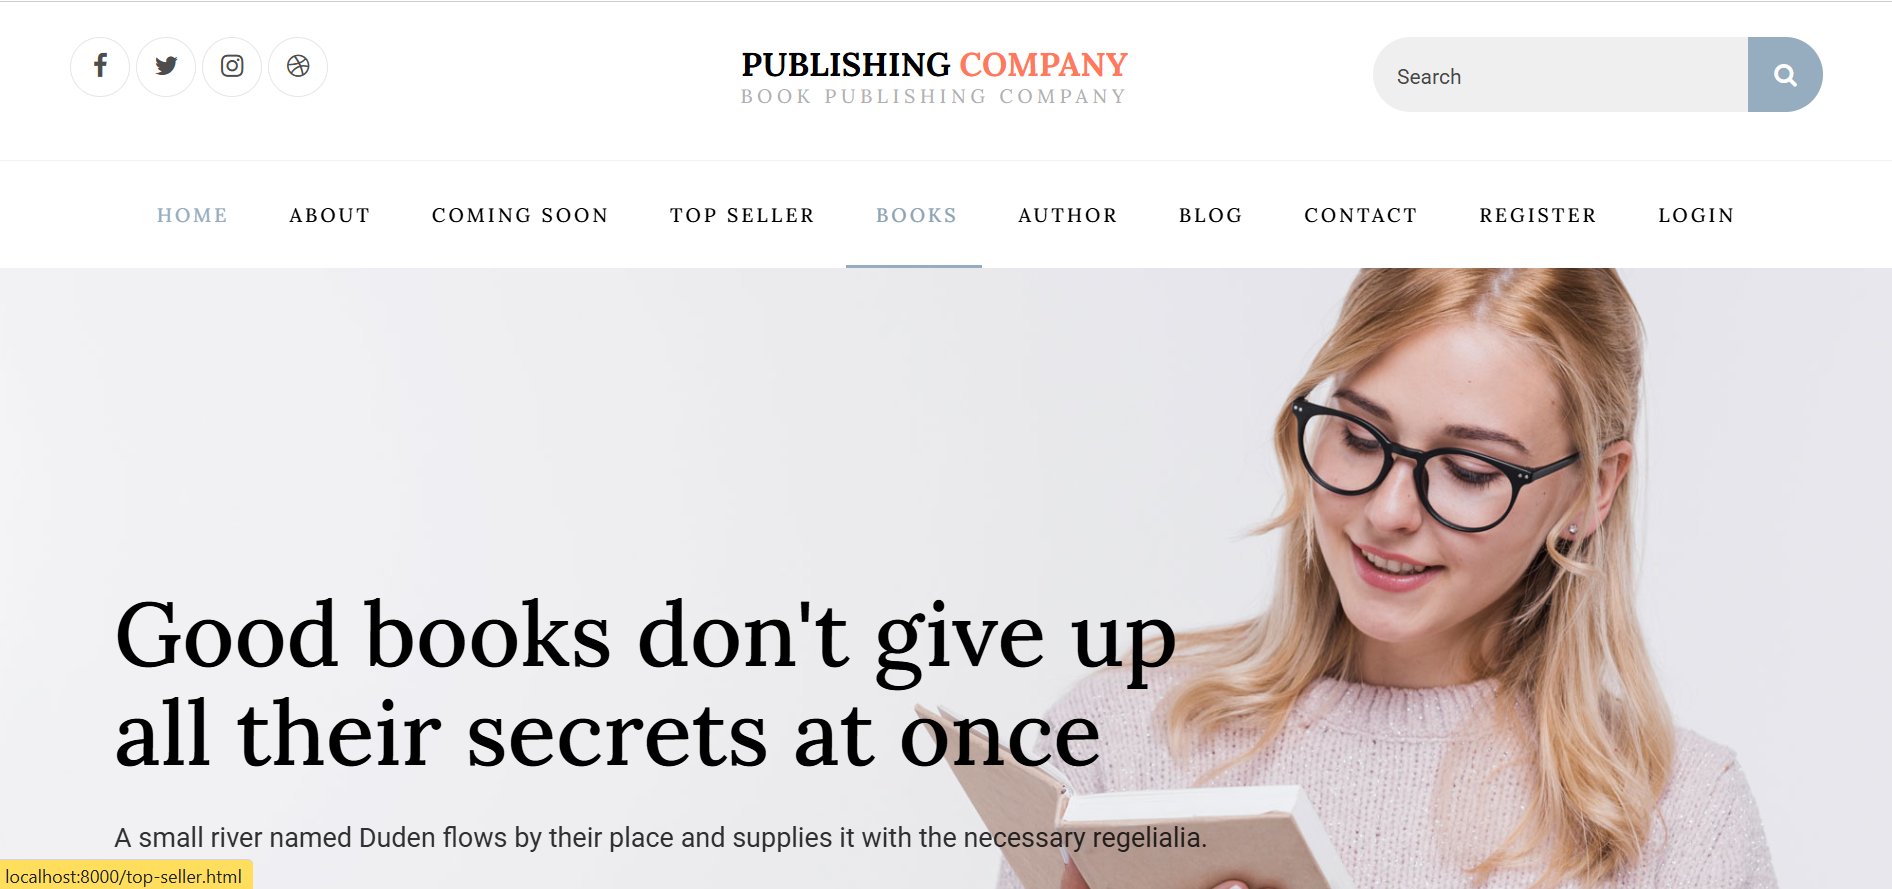 PUBLISHING COMPANY
BOOK PUBLISHING COMPANY
Search
HOME ABOUT COMING SOON TOP SELLER BOOKS AUTHOR BLOG CONTACT REGISTER LOGIN
Good books don't give up
all their secrets at once
A small river named Duden flows by their place and supplies it with the necessary regelialia.
localhost:8000/top-seller.html